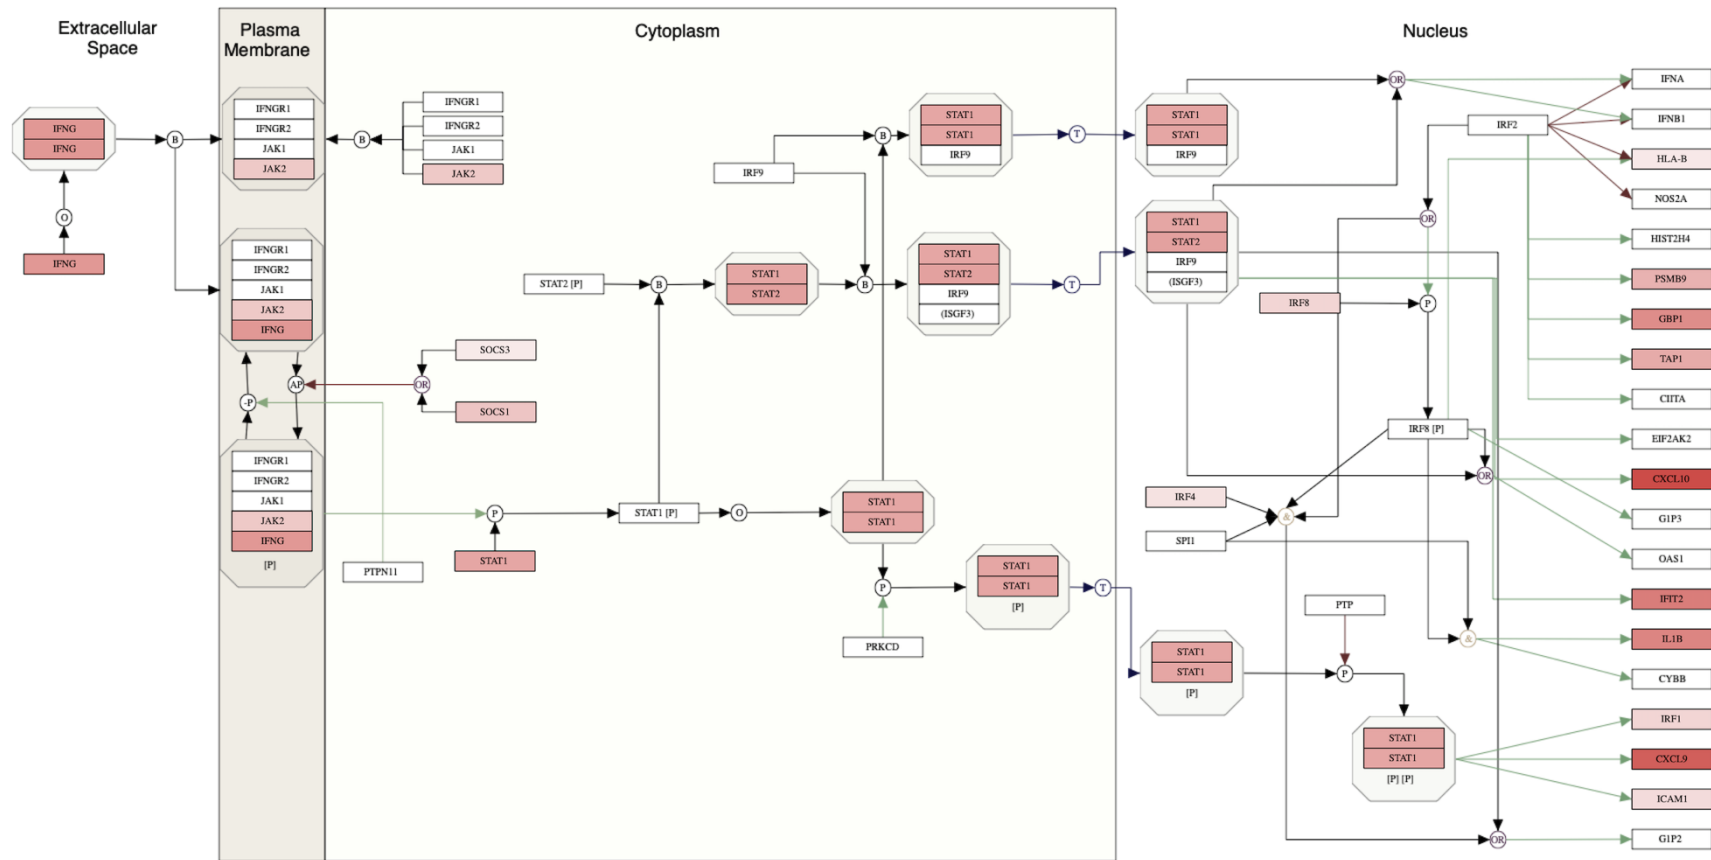 Extracellular
Space
Plasma
Membrane
Cytoplasm
Nucleus
IFNG
IFNG
B
O
IFNG
IFNGR1
IFNGR2
JAK1
JAK2
B
IFNGR1
IFNGR2
JAK1
JAK2
IFNGR1
IFNGR2
JAK1
JAK2
IFNG
AP
-P
OR
SOCS3
SOCS1
IFNGR1
IFNGR2
JAK1
JAK2
IFNG
[P]
PTPN11
P
STAT1
STAT1 [P]
O
STAT2 [P]
B
STAT1
STAT2
IRF9
B
B
STAT1
STAT1
IRF9
T
STAT1
STAT2
IRF9
(ISGF3)
T
STAT1
STAT1
P
PRKCD
STAT1
STAT1
[P]
T
STAT1
STAT1
IRF9
STAT1
STAT2
IRF9
(ISGF3)
STAT1
STAT1
[P]
OR
IRF2
OR
IRF8
P
IRF8 [P]
OR
IRF4
&
SPI1
&
PTP
P
STAT1
STAT1
[P] [P]
OR
IFNA
IFNB1
HLA-B
NOS2A
HIST2H4
PSMB9
GBP1
TAP1
CIITA
EIF2AK2
CXCL10
G1P3
OAS1
IFIT2
IL1B
CYBB
IRF1
CXCL9
ICAM1
G1P2